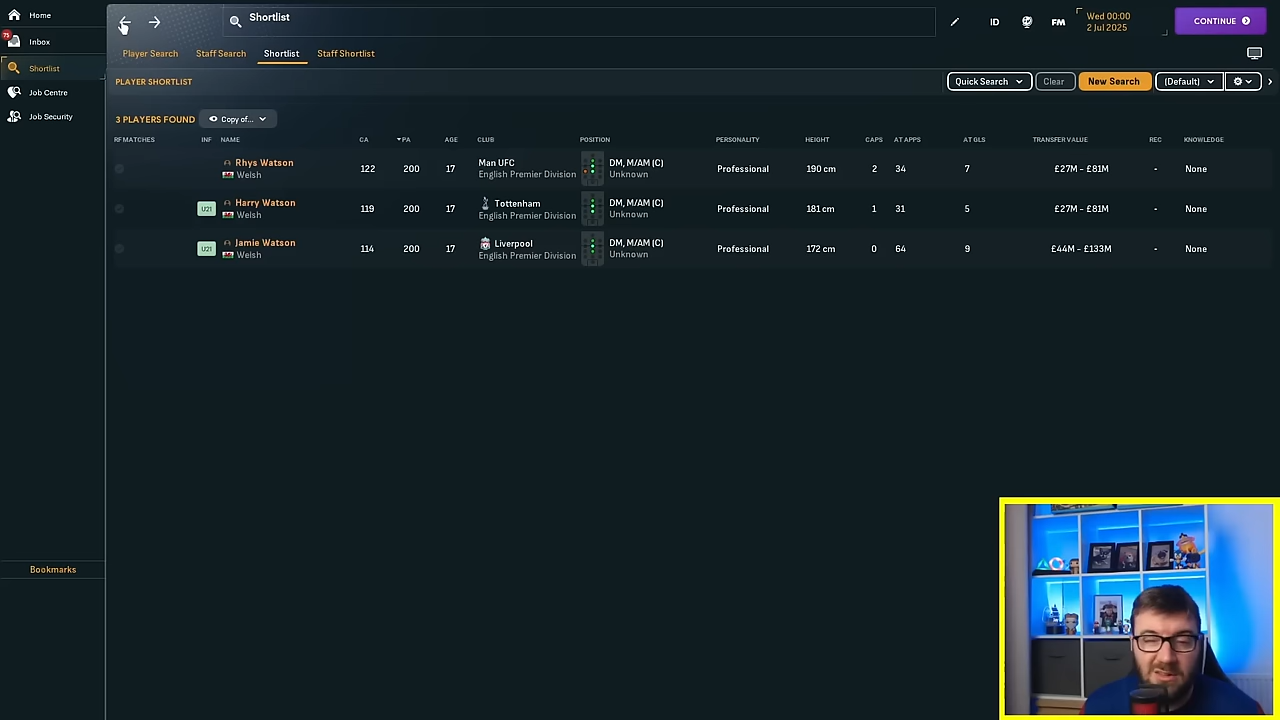 Home
75
Inbox
Shortlist
Job Centre
Job Security
Bookmarks
Shortlist
ID
FM
Wed 00:00
2 Jul 2025
CONTINUE
Player Search
Staff Search
Shortlist
Staff Shortlist
PLAYER SHORTLIST
Quick Search
Clear
New Search
(Default)
3 PLAYERS FOUND
Copy of...
RF MATCHES INF NAME CA PA AGE CLUB POSITION PERSONALITY HEIGHT CAPS AT APPS AT GLS TRANSFER VALUE REC KNOWLEDGE
Rhys Watson 122 200 17 Man UFC DM, M/AM (C) Professional 190 cm 2 34 7 £27M - £81M - None
Welsh English Premier Division Unknown
U21 Harry Watson 119 200 17 Tottenham DM, M/AM (C) Professional 181 cm 1 31 5 £27M - £81M - None
Welsh English Premier Division Unknown
U21 Jamie Watson 114 200 17 Liverpool DM, M/AM (C) Professional 172 cm 0 64 9 £44M - £133M - None
Welsh English Premier Division Unknown